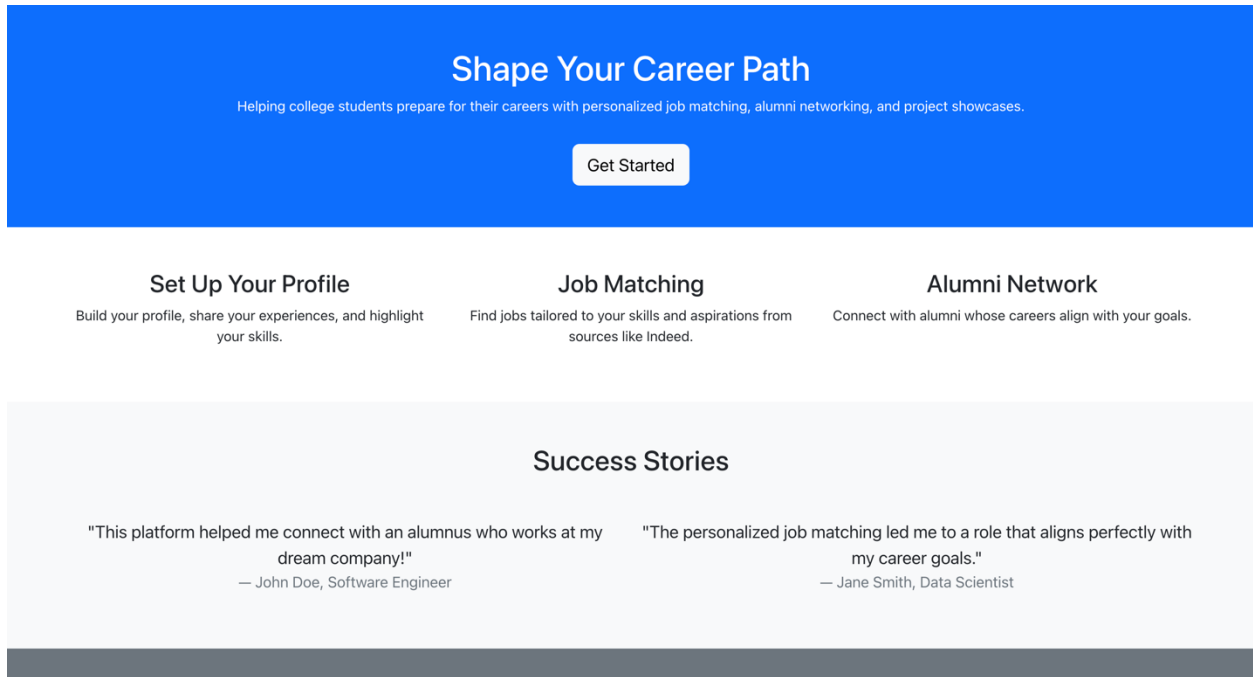 Shape Your Career Path
Helping college students prepare for their careers with personalized job matching, alumni networking, and project showcases.
Get Started
Set Up Your Profile
Build your profile, share your experiences, and highlight
your skills.
Job Matching
Find jobs tailored to your skills and aspirations from
sources like Indeed.
Alumni Network
Connect with alumni whose careers align with your goals.
Success Stories
"This platform helped me connect with an alumnus who works at my
dream company!"
— John Doe, Software Engineer
"The personalized job matching led me to a role that aligns perfectly with
my career goals."
— Jane Smith, Data Scientist